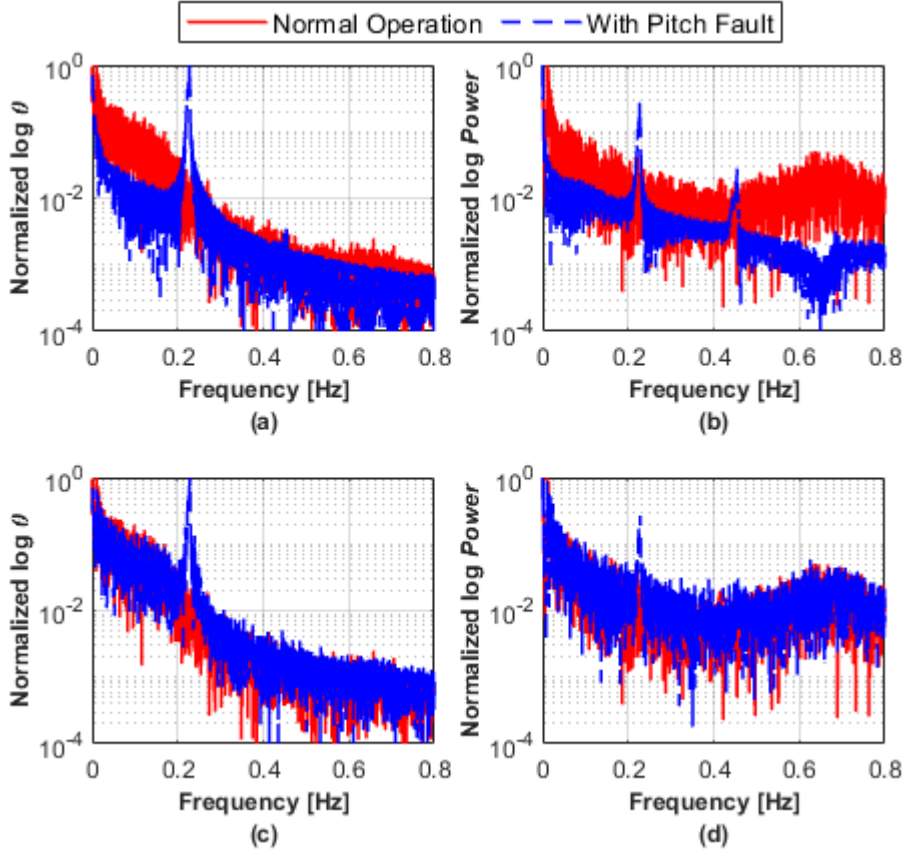 Normal Operation With Pitch Fault
Normalized log
10^0
10^-2
10^-4
0 0.2 0.4 0.6 0.8
Frequency [Hz]
(a)
Normalized log Power
10^0
10^-2
10^-4
0 0.2 0.4 0.6 0.8
Frequency [Hz]
(b)
Normalized log
10^0
10^-2
10^-4
0 0.2 0.4 0.6 0.8
Frequency [Hz]
(c)
Normalized log Power
10^0
10^-2
10^-4
0 0.2 0.4 0.6 0.8
Frequency [Hz]
(d)